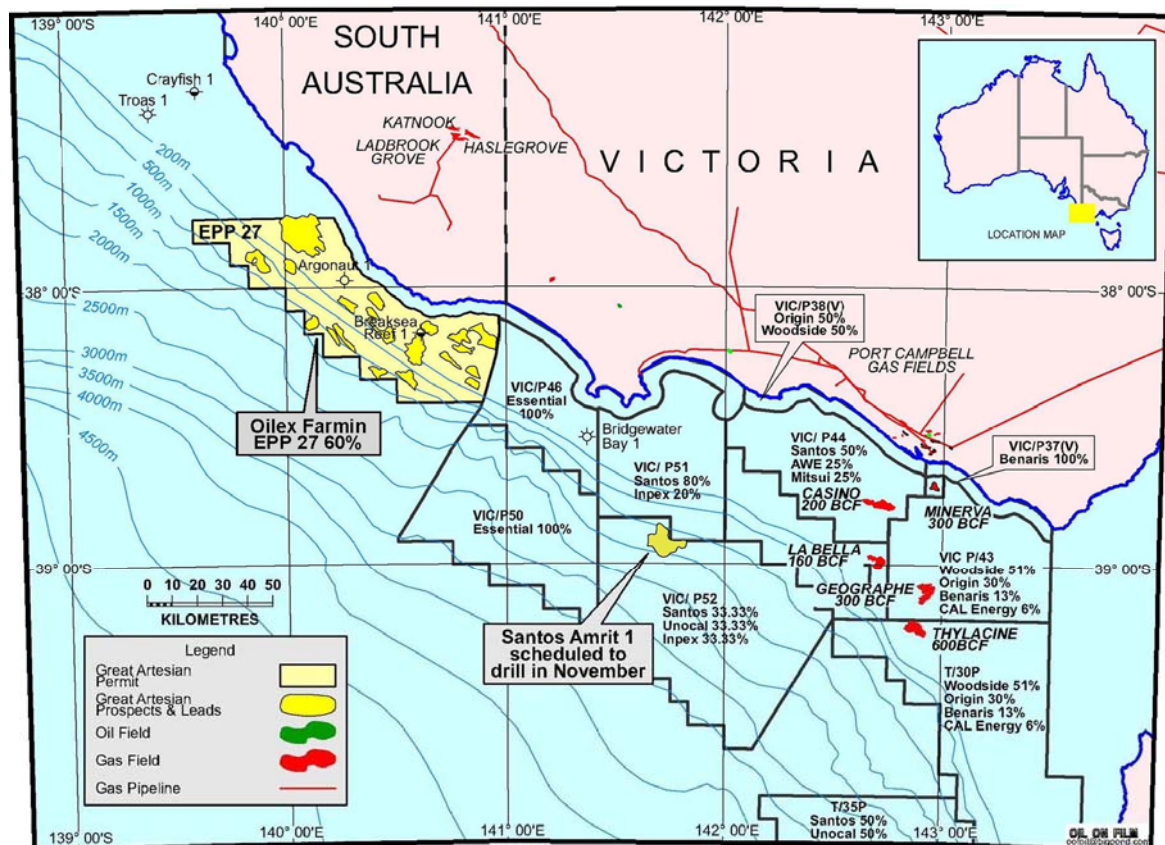 139° 00'S
140° 00'S
141° 00'S
142° 00'S
143° 00'S
SOUTH
AUSTRALIA
VICTORIA
Crayfish 1
Troas 1
KATNOOK
LADBROOK
GROVE
HASLEGROVE
LOCATION MAP
200m
500m
1000m
1500m
2000m
2500m
3000m
3500m
4000m
4500m
EPP 27
Argonaut 1
Breaksea
Reef 1
38° 00'S
38° 00'S
VIC/P38(V)
Origin 50%
Woodside 50%
PORT CAMPBELL
GAS FIELDS
Oilex Farmin
EPP 27 60%
VIC/P46
Essential
100%
Bridgewater
Bay 1
VIC/ P44
Santos 50%
AWE 25%
Mitsui 25%
VIC/P37(V)
Benaris 100%
VIC/ P51
Santos 80%
Inpex 20%
CASINO
200 BCF
MINERVA
300 BCF
VIC/P50
Essential 100%
LA BELLA
160 BCF
VIC P/43
Woodside 51%
Origin 30%
Benaris 13%
CAL Energy 6%
39° 00'S
39° 00'S
GEOGRAPHE
300 BCF
0 10 20 30 40 50
KILOMETRES
VIC/ P52
Santos 33.33%
Unocal 33.33%
Inpex 33.33%
Santos Amrit 1
scheduled to
drill in November
THYLACINE
600BCF
T/30P
Woodside 51%
Origin 30%
Benaris 13%
CAL Energy 6%
Legend
Great Artesian
Permit
Great Artesian
Prospects & Leads
Oil Field
Gas Field
Gas Pipeline
T/35P
Santos 50%
Unocal 50%
139° 00'S
140° 00'S
141° 00'S
142° 00'S
143° 00'S
OIL ON FILM